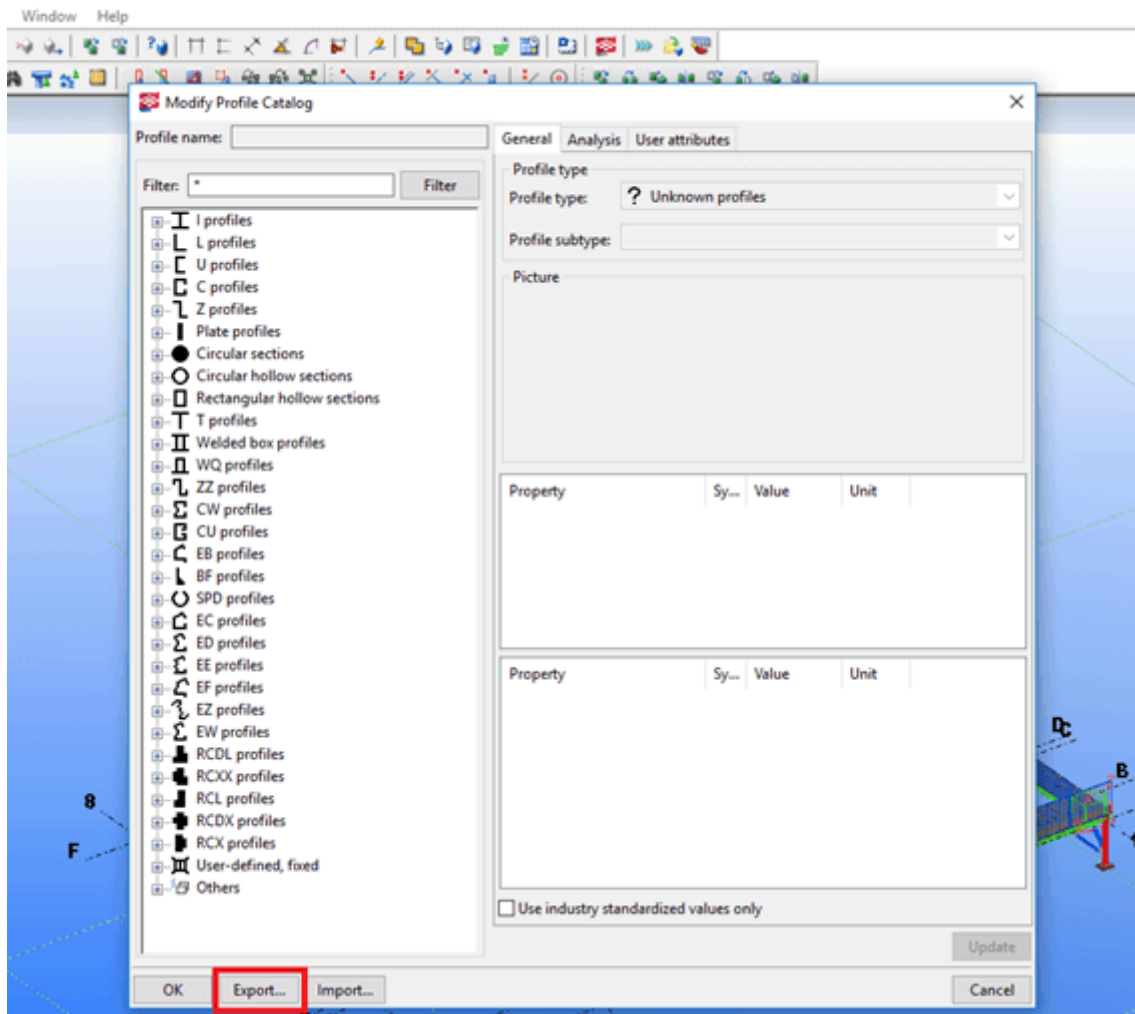 Window Help
Modify Profile Catalog
Profile name:
Filter: * Filter
I profiles
L profiles
U profiles
C profiles
Z profiles
Plate profiles
Circular sections
Circular hollow sections
Rectangular hollow sections
T profiles
Welded box profiles
WQ profiles
ZZ profiles
CW profiles
CU profiles
EB profiles
BF profiles
SPD profiles
EC profiles
ED profiles
EE profiles
EF profiles
EZ profiles
EW profiles
RCDL profiles
RCXX profiles
RCL profiles
RCDX profiles
RCX profiles
User-defined, fixed
Others
General Analysis User attributes
Profile type
Profile type: ? Unknown profiles
Profile subtype:
Picture
Property Sy... Value Unit
Property Sy... Value Unit
Use industry standardized values only
Update
OK Export... Import... Cancel
8
F
D C
B